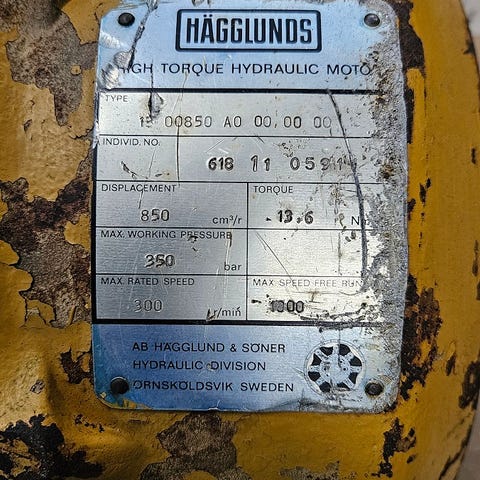 HÄGGLUNDS
HIGH TORQUE HYDRAULIC MOTO
TYPE
00850 A0 00 00 00
INDIVID. NO.
618 11
DISPLACEMENT
850 cm³/r
TORQUE
13.6
MAX. WORKING PRESSURE
350 bar
MAX. RATED SPEED
300 r/min
MAX SPEED FREE RUN
1000
AB HÄGGLUND & SÖNER
HYDRAULIC DIVISION
ÖRNSKÖLDSVIK SWEDEN